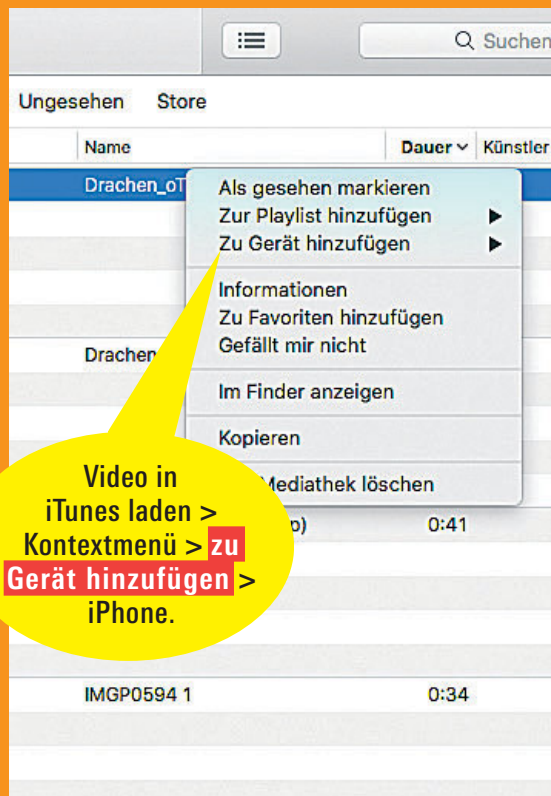 Suchen
Ungesehen Store
Name Dauer Künstler
Drachen_oT
Als gesehen markieren
Zur Playlist hinzufügen
Zu Gerät hinzufügen
Informationen
Zu Favoriten hinzufügen
Gefällt mir nicht
Drachen
Im Finder anzeigen
Kopieren
Mediathek löschen
0:41
Video in
iTunes laden >
Kontextmenü > zu
Gerät hinzufügen >
iPhone.
IMGP0594 1 0:34